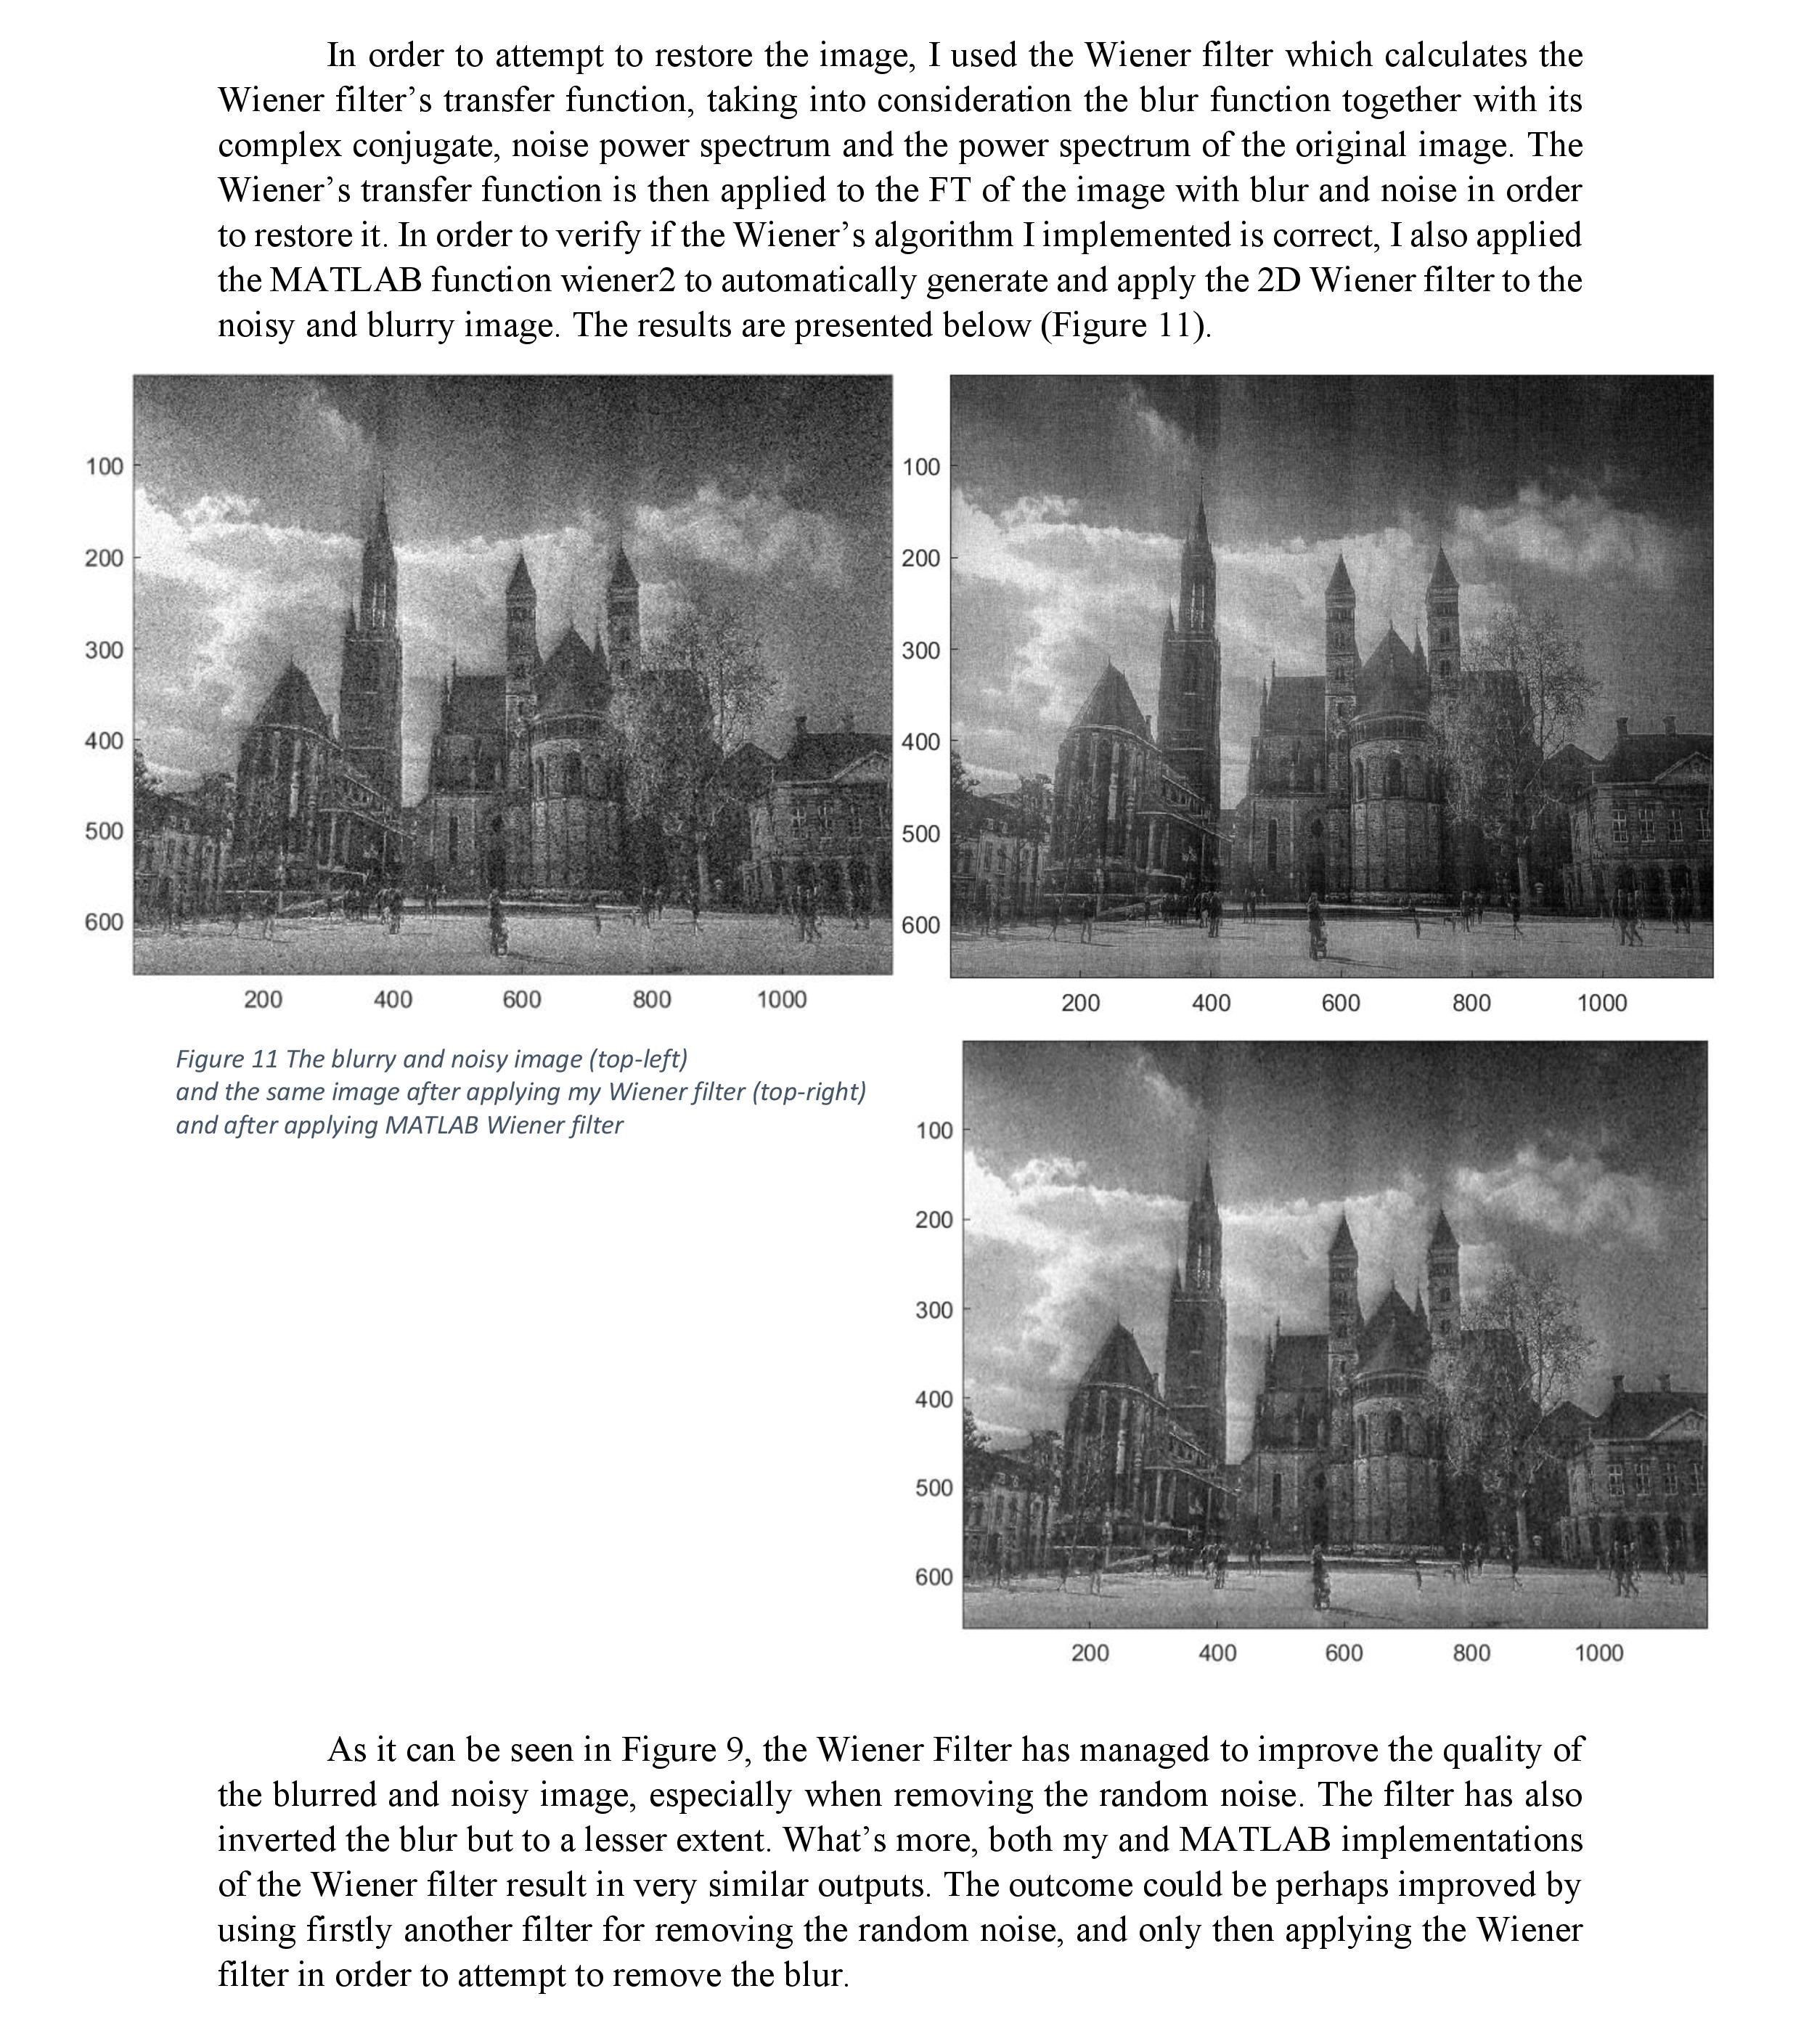 In order to attempt to restore the image, I used the Wiener filter which calculates the
Wiener filter’s transfer function, taking into consideration the blur function together with its
complex conjugate, noise power spectrum and the power spectrum of the original image. The
Wiener’s transfer function is then applied to the FT of the image with blur and noise in order
to restore it. In order to verify if the Wiener’s algorithm I implemented is correct, I also applied
the MATLAB function wiener2 to automatically generate and apply the 2D Wiener filter to the
noisy and blurry image. The results are presented below (Figure 11).
100
200
300
400
500
600
200 400 600 800 1000
100
200
300
400
500
600
200 400 600 800 1000
Figure 11 The blurry and noisy image (top-left)
and the same image after applying my Wiener filter (top-right)
and after applying MATLAB Wiener filter
100
200
300
400
500
600
200 400 600 800 1000
As it can be seen in Figure 9, the Wiener Filter has managed to improve the quality of
the blurred and noisy image, especially when removing the random noise. The filter has also
inverted the blur but to a lesser extent. What’s more, both my and MATLAB implementations
of the Wiener filter result in very similar outputs. The outcome could be perhaps improved by
using firstly another filter for removing the random noise, and only then applying the Wiener
filter in order to attempt to remove the blur.